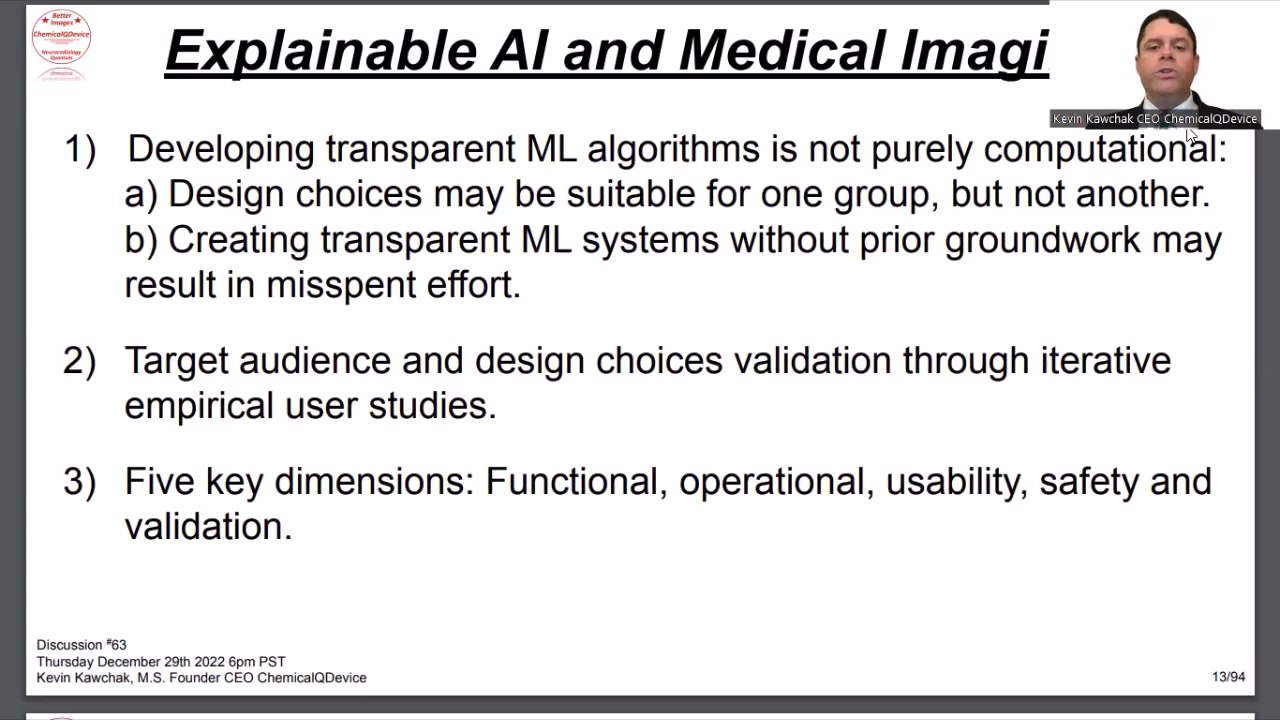 Better
Images
ChemicalQDevice
Neuroradiology
Quantum
Explainable AI and Medical Imagi
Kevin Kawchak CEO ChemicalQDevice
1) Developing transparent ML algorithms is not purely computational:
a) Design choices may be suitable for one group, but not another.
b) Creating transparent ML systems without prior groundwork may
result in misspent effort.
2) Target audience and design choices validation through iterative
empirical user studies.
3) Five key dimensions: Functional, operational, usability, safety and
validation.
Discussion #63
Thursday December 29th 2022 6pm PST
Kevin Kawchak, M.S. Founder CEO ChemicalQDevice
13/94